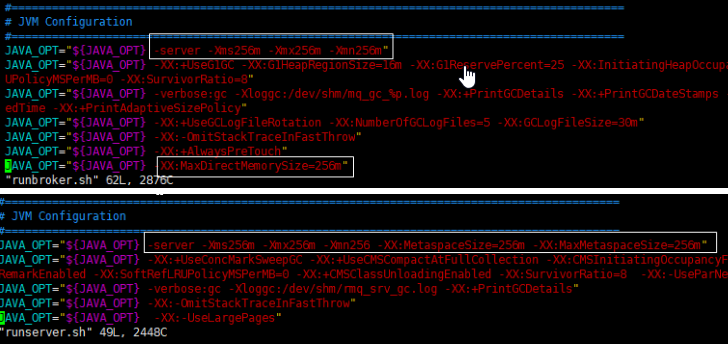 #===========================================================================================
# JVM Configuration
#===========================================================================================
JAVA_OPT="${JAVA_OPT} -server -Xms256m -Xmx256m -Xmn256m"
JAVA_OPT="${JAVA_OPT} -XX:+UseG1GC -XX:G1HeapRegionSize=16m -XX:G1ReservePercent=25 -XX:InitiatingHeapOccupa
UPolicyMSPerMB=0 -XX:SurvivorRatio=8"
JAVA_OPT="${JAVA_OPT} -verbose:gc -Xloggc:/dev/shm/mq_gc_%p.log -XX:+PrintGCDetails -XX:+PrintGCDateStamps
edTime -XX:+PrintAdaptiveSizePolicy"
JAVA_OPT="${JAVA_OPT} -XX:+UseGCLogFileRotation -XX:NumberOfGCLogFiles=5 -XX:GCLogFileSize=30m"
JAVA_OPT="${JAVA_OPT} -XX:-OmitStackTraceInFastThrow"
JAVA_OPT="${JAVA_OPT} -XX:+AlwaysPreTouch"
JAVA_OPT="${JAVA_OPT} -XX:MaxDirectMemorySize=256m"
"runbroker.sh" 62L, 2876C
#===========================================================================================
# JVM Configuration
#===========================================================================================
JAVA_OPT="${JAVA_OPT} -server -Xms256m -Xmx256m -Xmn256 -XX:MetaspaceSize=256m -XX:MaxMetaspaceSize=256m"
JAVA_OPT="${JAVA_OPT} -XX:+UseConcMarkSweepGC -XX:+UseCMSCompactAtFullCollection -XX:CMSInitiatingOccupancyF
RemarkEnabled -XX:SoftRefLRUPolicyMSPerMB=0 -XX:+CMSClassUnloadingEnabled -XX:SurvivorRatio=8  -XX:-UseParNe
JAVA_OPT="${JAVA_OPT} -verbose:gc -Xloggc:/dev/shm/rmq_srv_gc.log -XX:+PrintGCDetails"
JAVA_OPT="${JAVA_OPT} -XX:-OmitStackTraceInFastThrow"
JAVA_OPT="${JAVA_OPT}  -XX:-UseLargePages"
"runserver.sh" 49L, 2448C